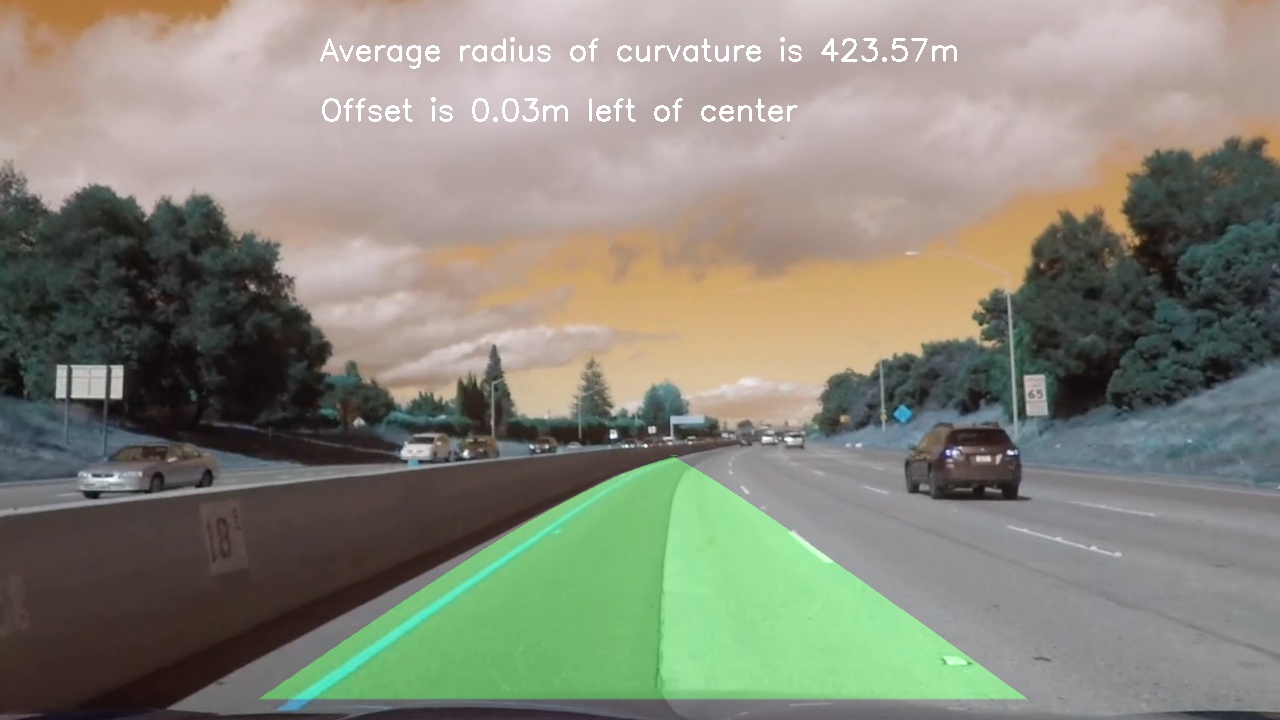 Average radius of curvature is 423.57m
Offset is 0.03m left of center
65
18